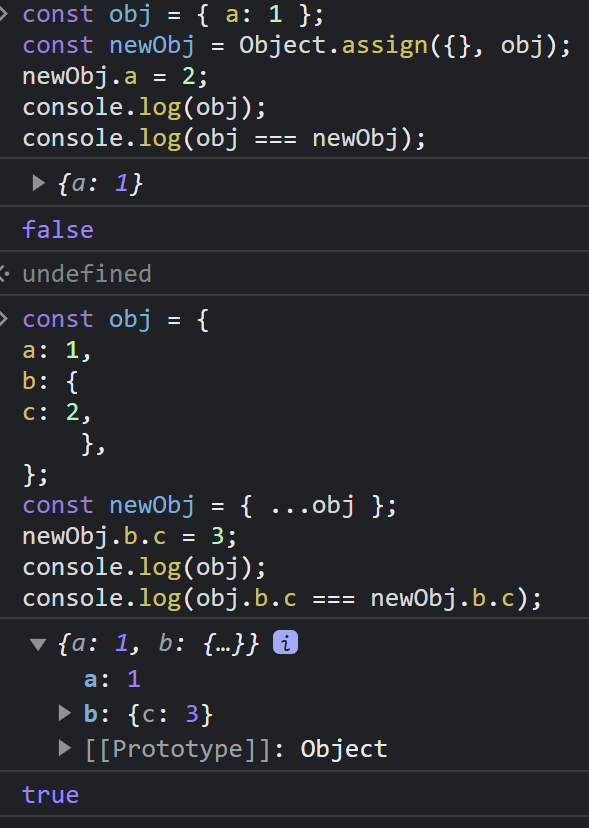 const obj = { a: 1 };
const newObj = Object.assign({}, obj);
newObj.a = 2;
console.log(obj);
console.log(obj === newObj);
{a: 1}
false
undefined
const obj = {
a: 1,
b: {
c: 2,
    },
};
const newObj = { ...obj };
newObj.b.c = 3;
console.log(obj);
console.log(obj.b.c === newObj.b.c);
{a: 1, b: {…}} i
a: 1
b: {c: 3}
[[Prototype]]: Object
true